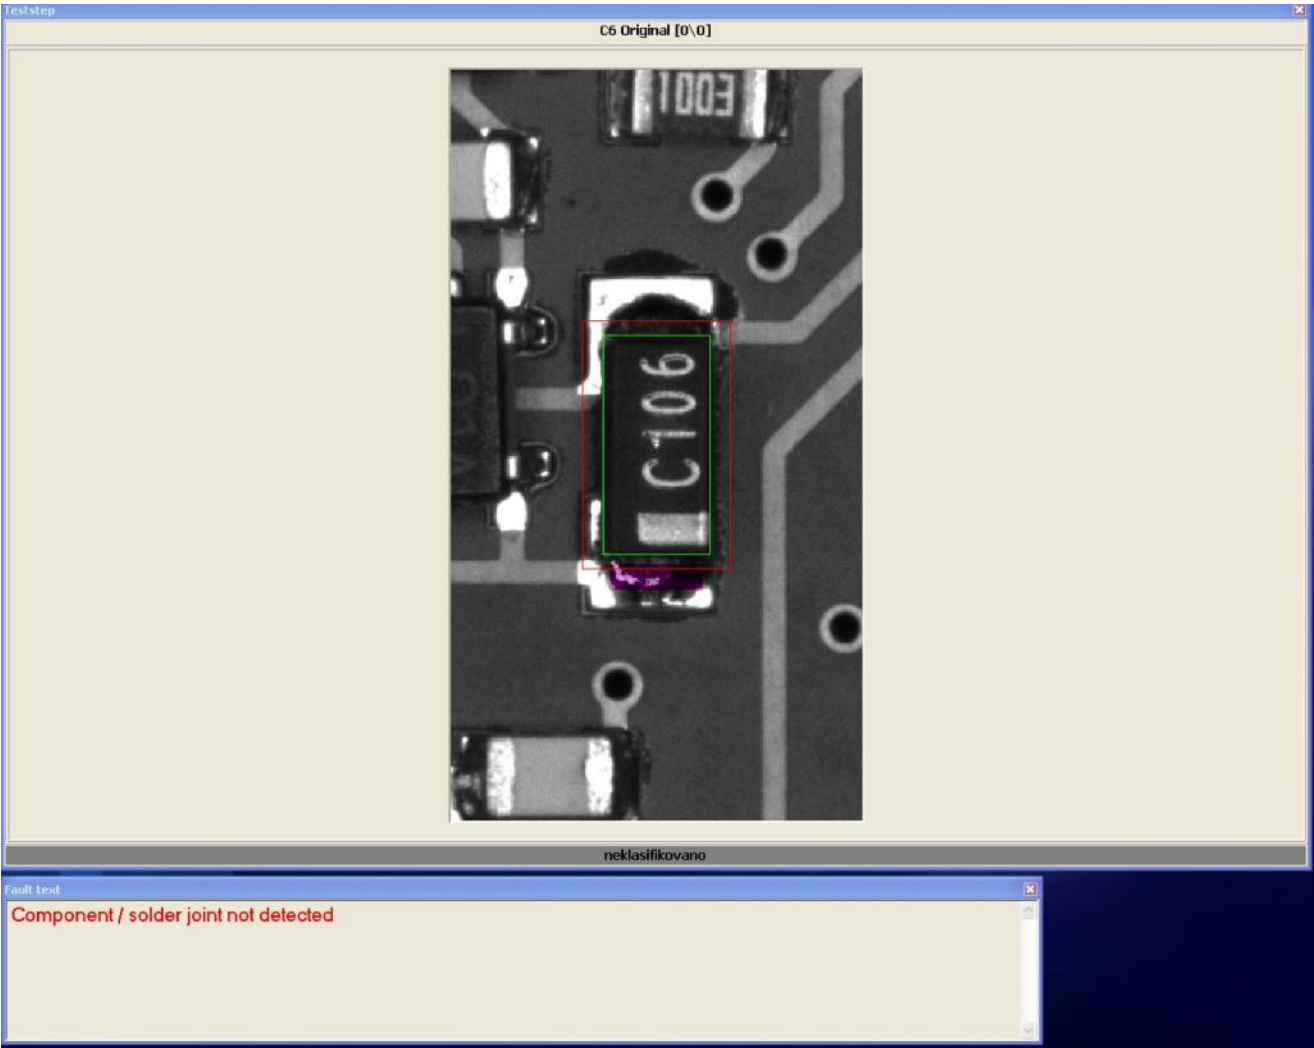 Teststep
C6 Original [0\0]
1003
C106
neklasifikovano
Fault text
Component / solder joint not detected